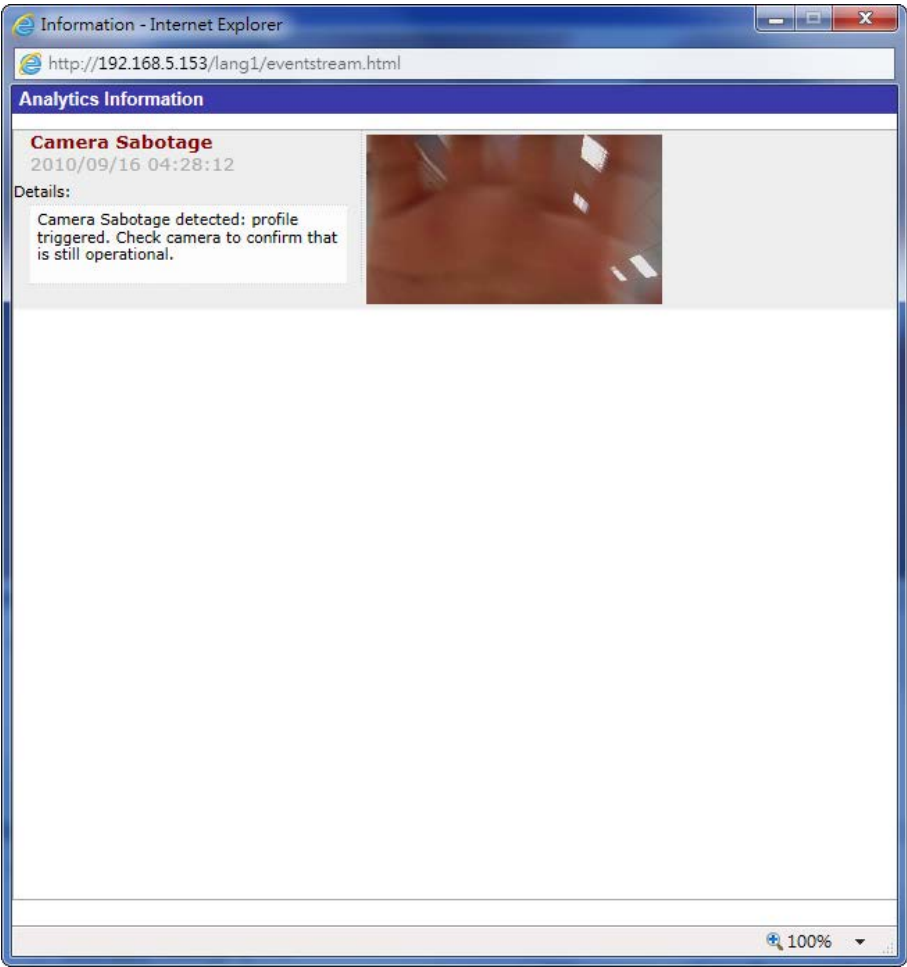 Information - Internet Explorer
http://192.168.5.153/lang1/eventstream.html
Analytics Information
Camera Sabotage
2010/09/16 04:28:12
Details:
Camera Sabotage detected: profile
triggered. Check camera to confirm that
is still operational.
100%